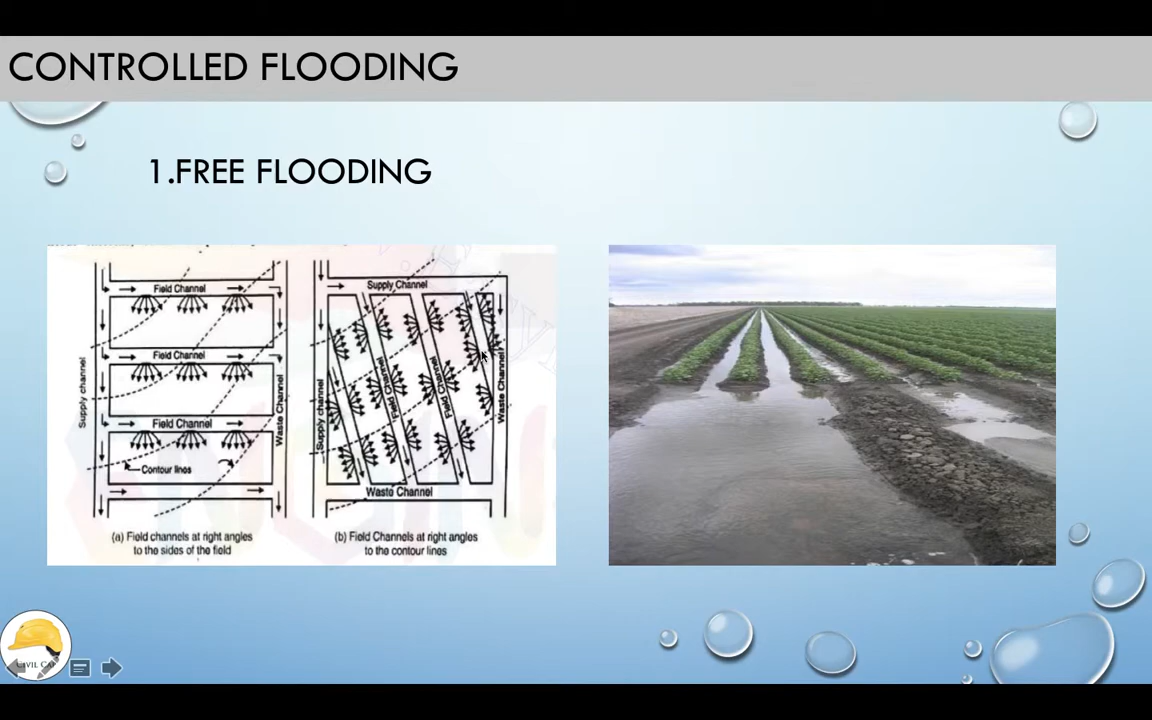 CONTROLLED FLOODING
1.FREE FLOODING
Field Channel
Field Channel
Field Channel
Supply channel
Waste Channel
Contour lines
(a) Field channels at right angles
to the sides of the field
Supply Channel
Supply channel
Field Channel
Field Channel
Waste Channel
Waste Channel
(b) Field Channels at right angles
to the contour lines
CIVIL